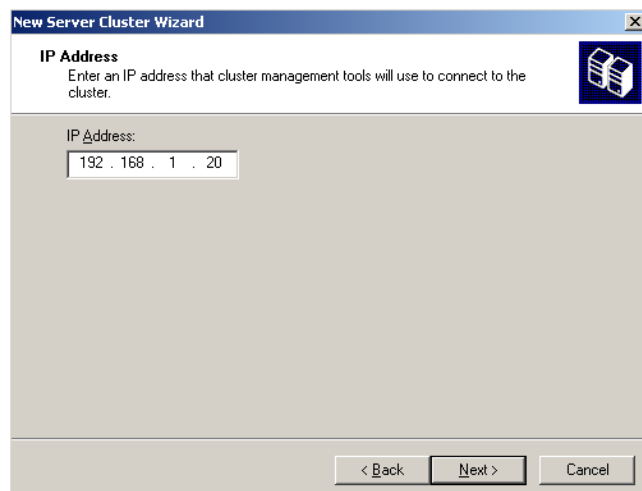 New Server Cluster Wizard
IP Address
Enter an IP address that cluster management tools will use to connect to the
cluster.
IP Address:
192 . 168 . 1 . 20
< Back Next > Cancel